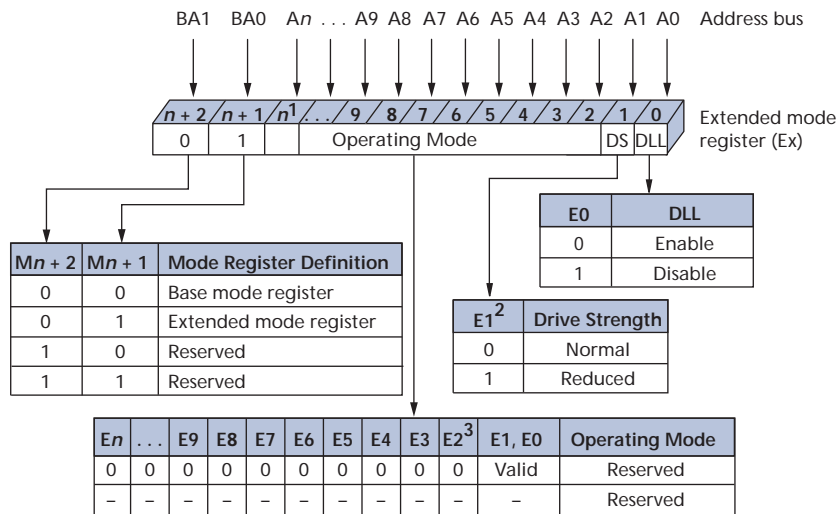 BA1 BA0 An ... A9 A8 A7 A6 A5 A4 A3 A2 A1 A0 Address bus
n + 2 n + 1 n1 ... 9 8 7 6 5 4 3 2 1 0
Extended mode
register (Ex)
0 1 Operating Mode DS DLL
E0 DLL
0 Enable
1 Disable
Mn + 2 Mn + 1 Mode Register Definition
0 0 Base mode register
0 1 Extended mode register
1 0 Reserved
1 1 Reserved
E1² Drive Strength
0 Normal
1 Reduced
En ... E9 E8 E7 E6 E5 E4 E3 E2³ E1, E0 Operating Mode
0 0 0 0 0 0 0 0 0 0 Valid Reserved
– – – – – – – – – – – Reserved